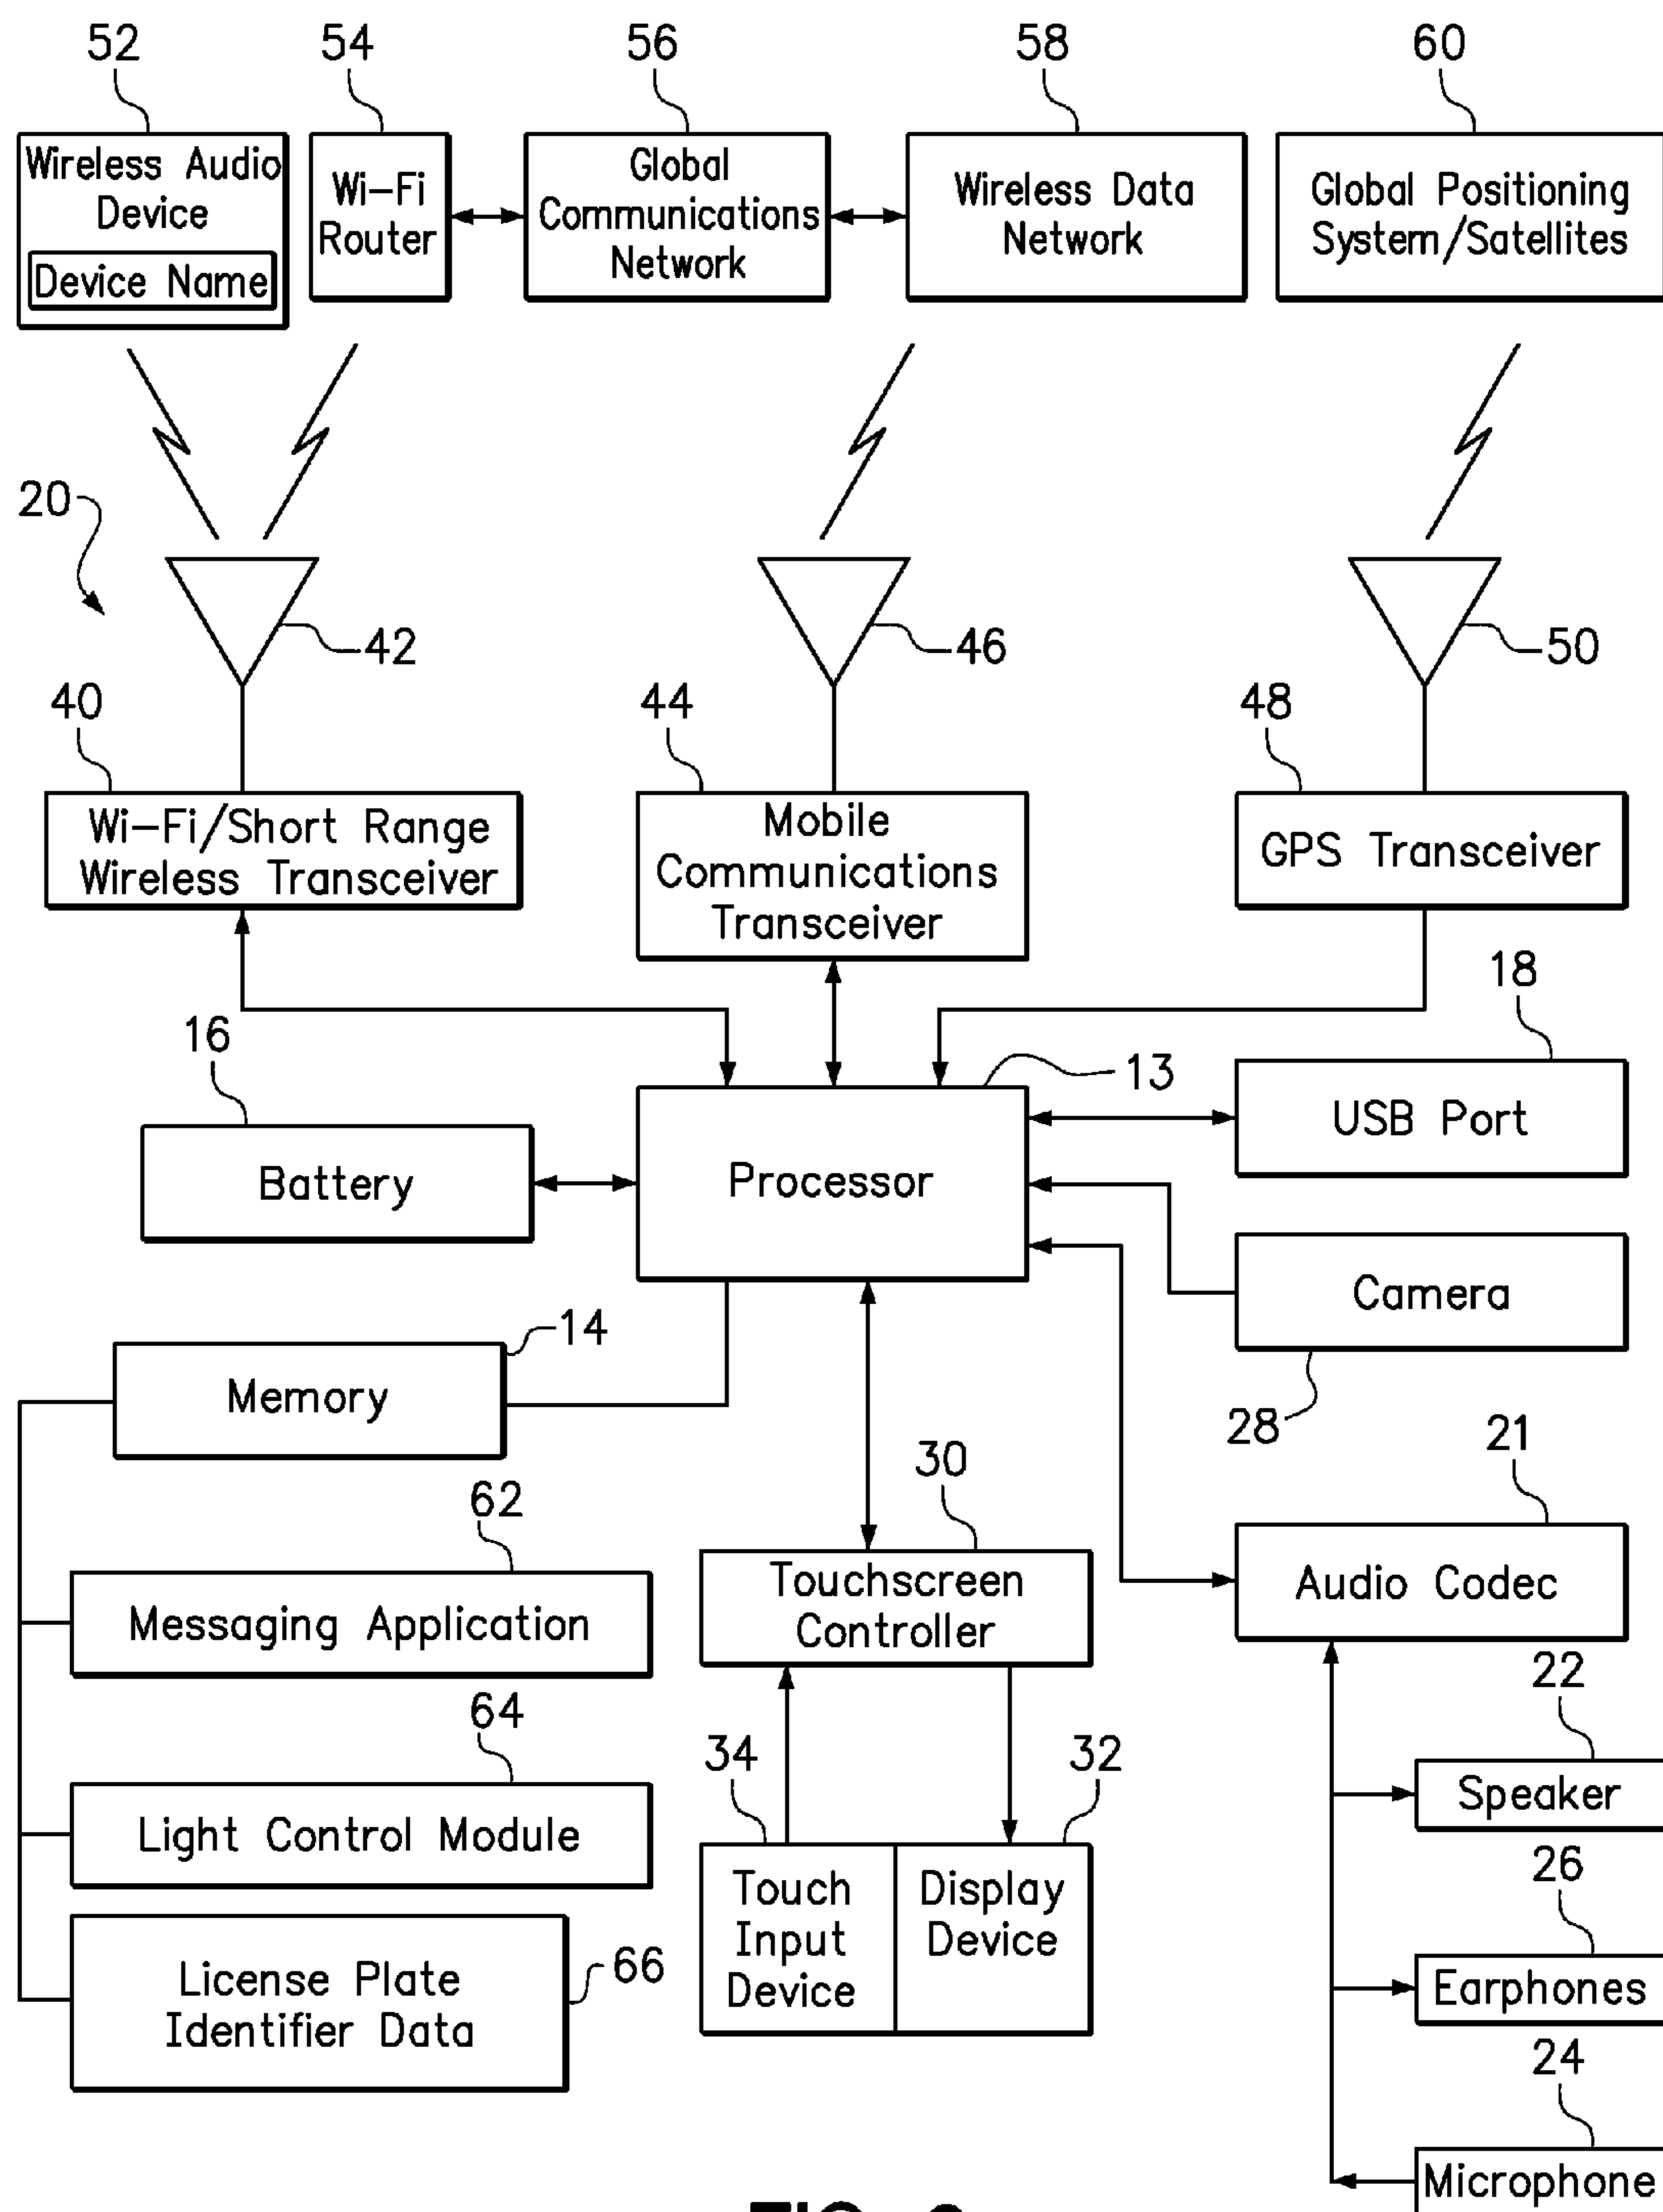 52
54
56
58
60
Wireless Audio
Device
Device Name
Wi-Fi
Router
Global
Communications
Network
Wireless Data
Network
Global Positioning
System/Satellites
20
42
46
50
40
44
48
Wi-Fi/Short Range
Wireless Transceiver
Mobile
Communications
Transceiver
GPS Transceiver
18
16
13
USB Port
Battery
Processor
Camera
14
Memory
28
21
30
62
Audio Codec
Messaging Application
Touchscreen
Controller
22
64
34
32
Speaker
Light Control Module
26
Touch
Input
Device
Display
Device
Earphones
66
License Plate
Identifier Data
24
Microphone